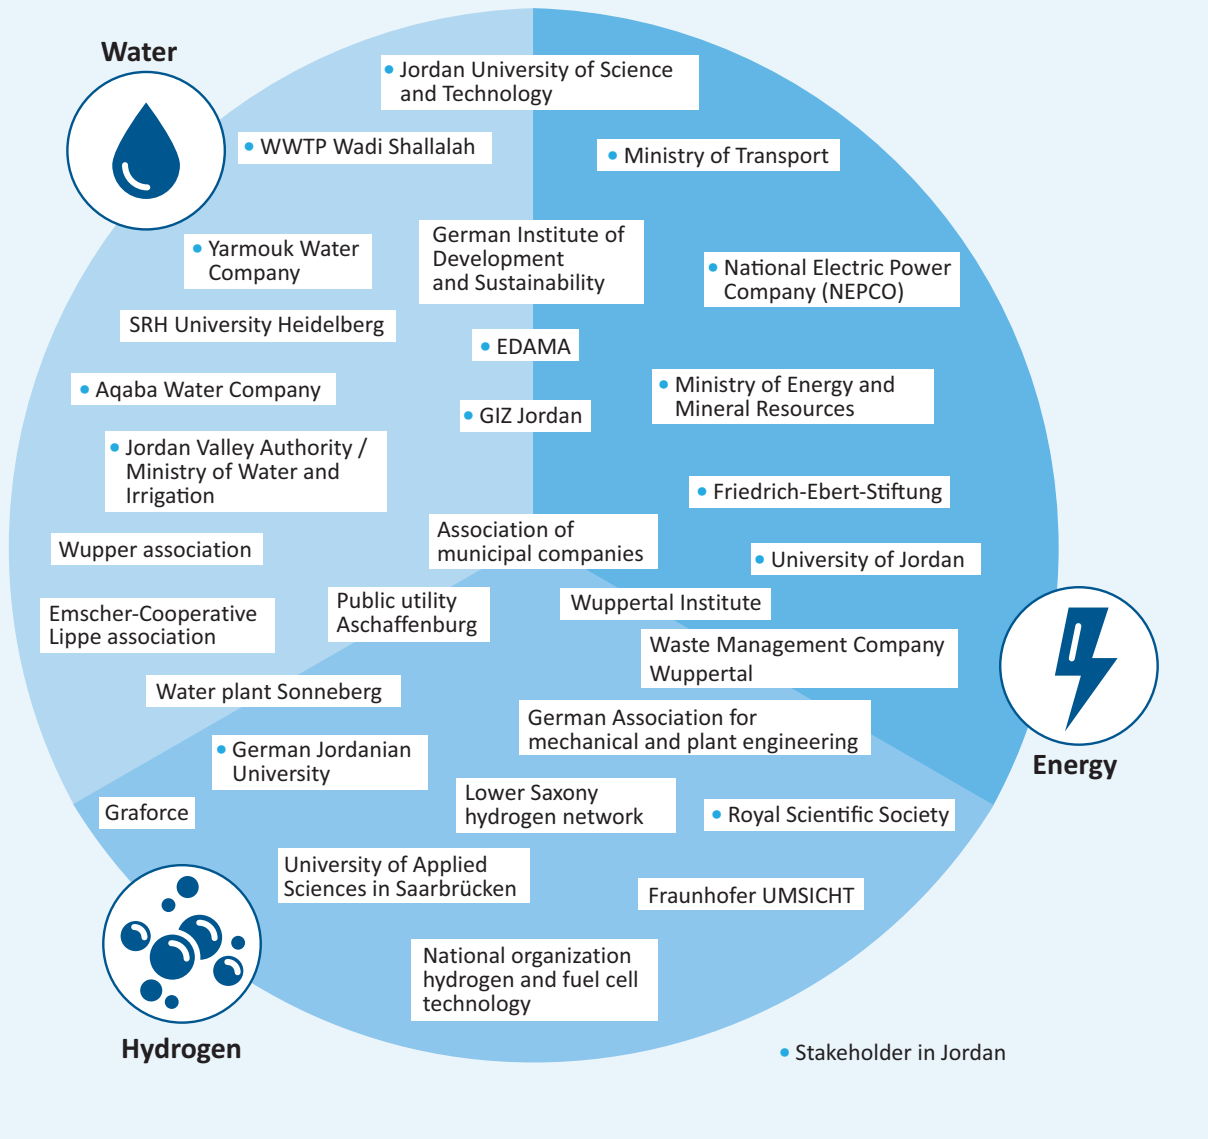 Water
• Jordan University of Science
and Technology
• WWTP Wadi Shallalah
• Ministry of Transport
• Yarmouk Water
Company
German Institute of
Development
and Sustainability
• National Electric Power
Company (NEPCO)
SRH University Heidelberg
• EDAMA
• Aqaba Water Company
• Ministry of Energy and
Mineral Resources
• GIZ Jordan
• Jordan Valley Authority /
Ministry of Water and
Irrigation
• Friedrich-Ebert-Stiftung
Wupper association
Association of
municipal companies
• University of Jordan
Emscher-Cooperative
Lippe association
Public utility
Aschaffenburg
Wuppertal Institute
Waste Management Company
Wuppertal
Water plant Sonneberg
German Association for
mechanical and plant engineering
Energy
• German Jordanian
University
Graforce
Lower Saxony
hydrogen network
• Royal Scientific Society
University of Applied
Sciences in Saarbrücken
Fraunhofer UMSICHT
National organization
hydrogen and fuel cell
technology
Hydrogen
• Stakeholder in Jordan